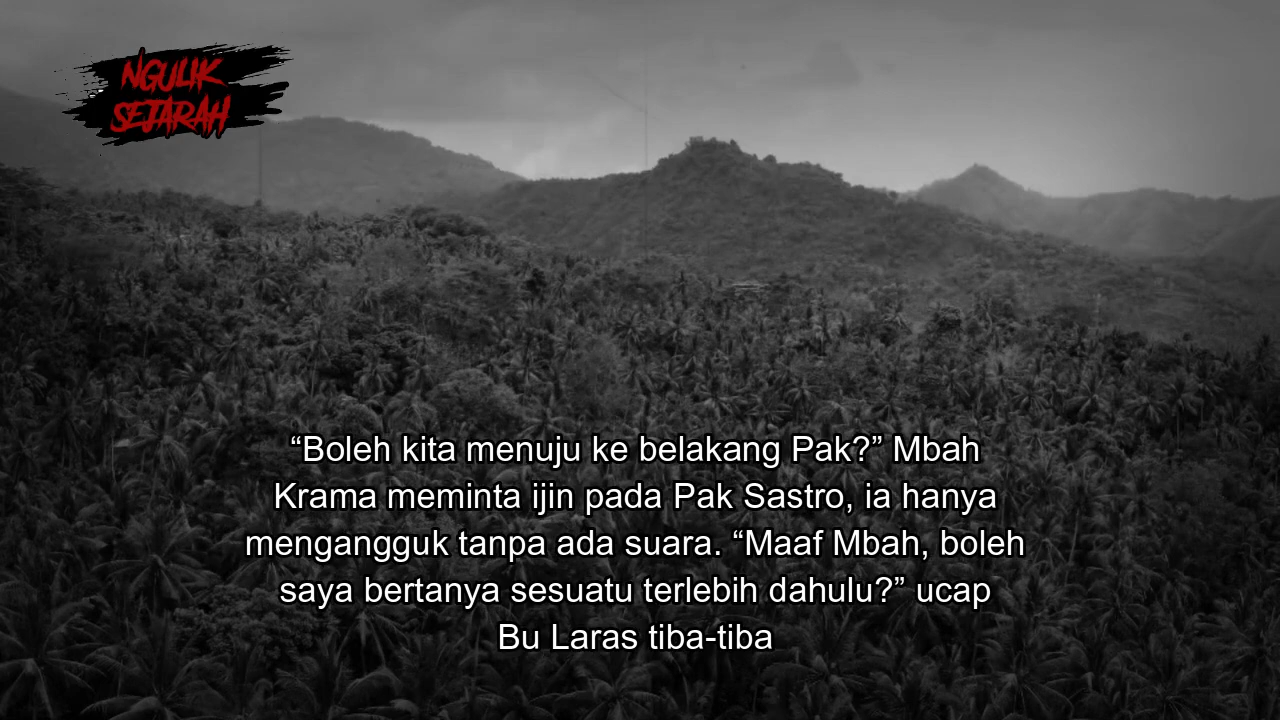 NGULIK
SEJARAH
“Boleh kita menuju ke belakang Pak?” Mbah
Krama meminta ijin pada Pak Sastro, ia hanya
mengangguk tanpa ada suara. “Maaf Mbah, boleh
saya bertanya sesuatu terlebih dahulu?” ucap
Bu Laras tiba-tiba